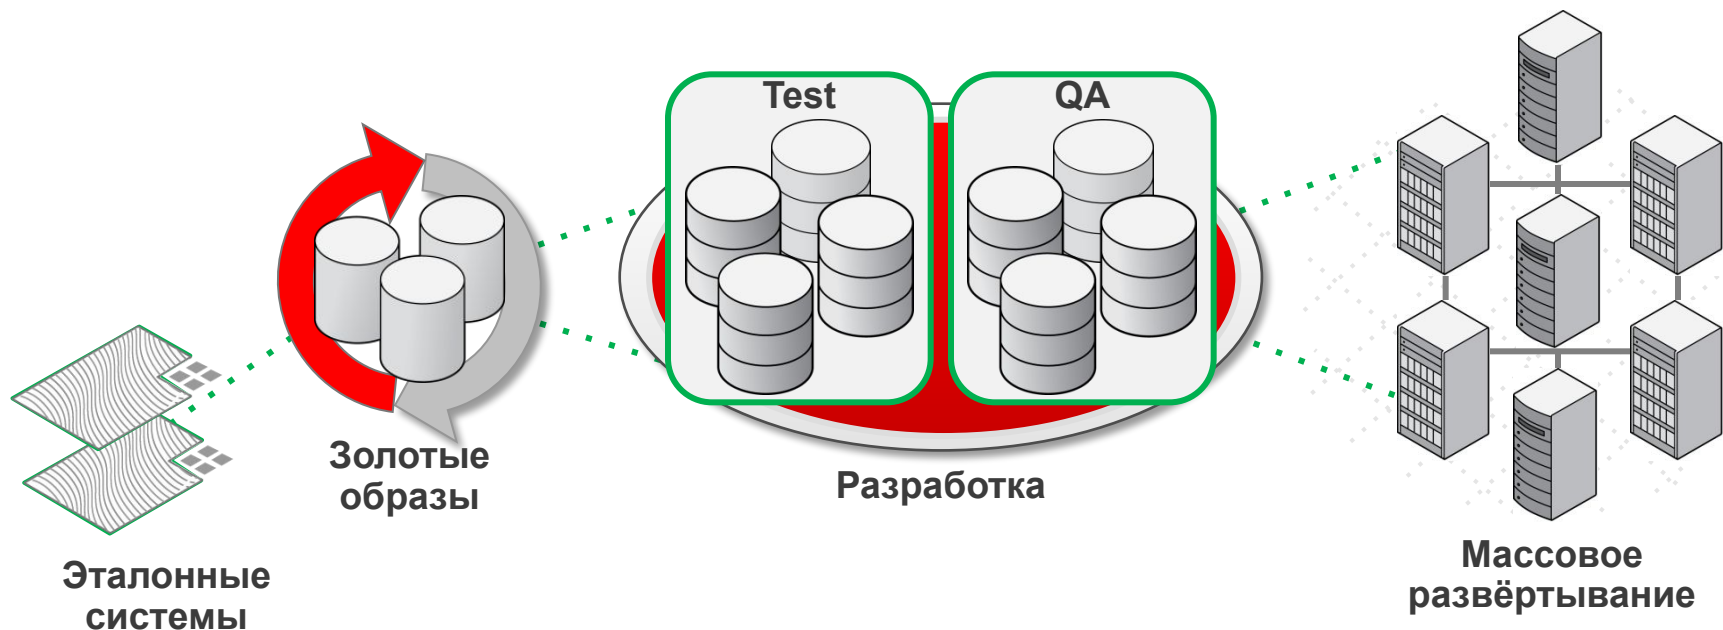 Test
QA
Золотые
образы
Разработка
Эталонные
системы
Массовое
развёртывание